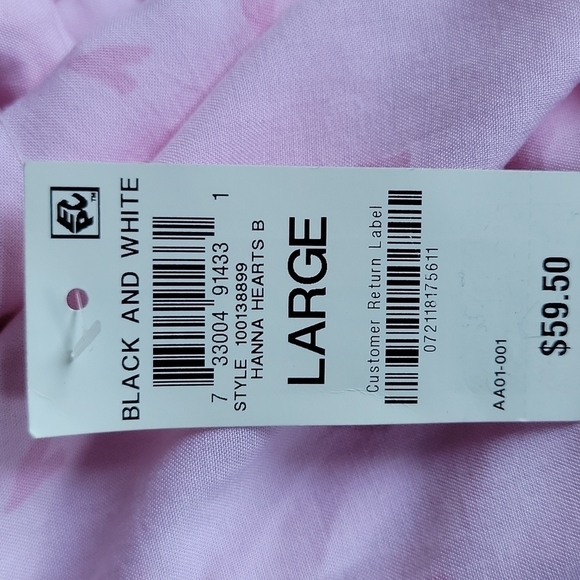 EPC™
BLACK AND WHITE
7 33004 91433 1
STYLE 100138899
HANNA HEARTS B
LARGE
Customer Return Label
072118175611
AA01-001
$59.50